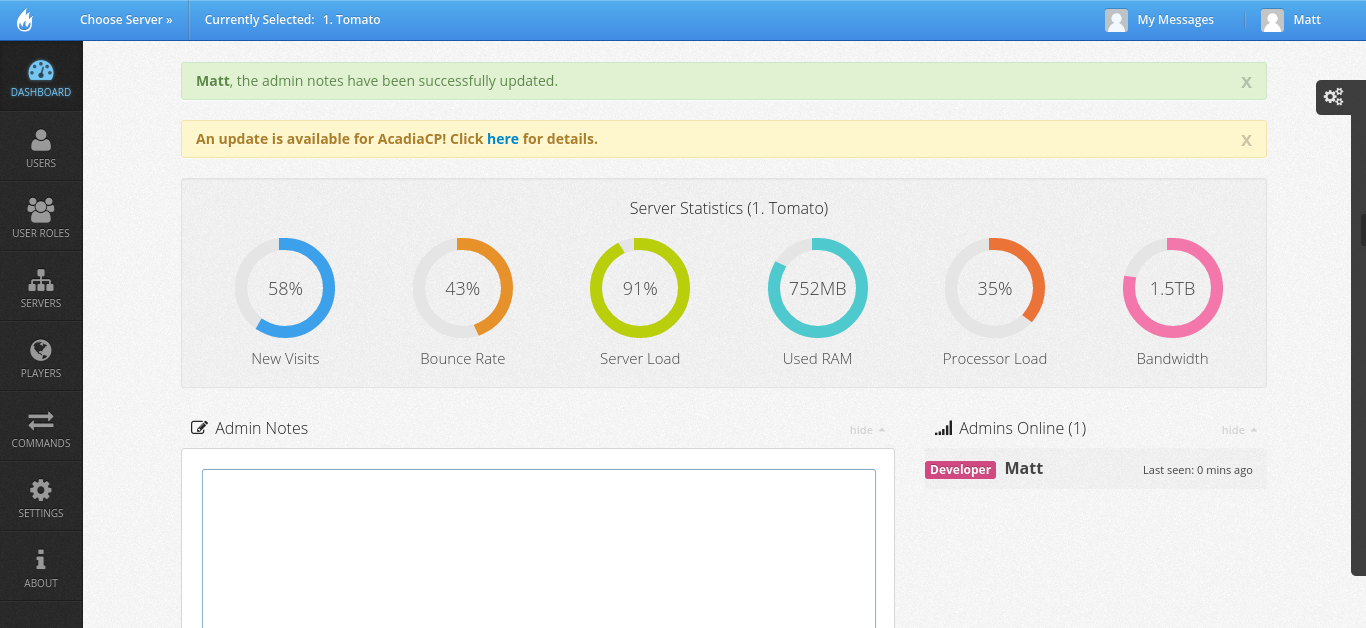 Choose Server »
Currently Selected: 1. Tomato
My Messages
Matt
DASHBOARD
USERS
USER ROLES
SERVERS
PLAYERS
COMMANDS
SETTINGS
ABOUT
Matt, the admin notes have been successfully updated.
x
An update is available for AcadiaCP! Click here for details.
x
Server Statistics (1. Tomato)
58%
43%
91%
752MB
35%
1.5TB
New Visits
Bounce Rate
Server Load
Used RAM
Processor Load
Bandwidth
Admin Notes
hide
Admins Online (1)
hide
Developer Matt
Last seen: 0 mins ago